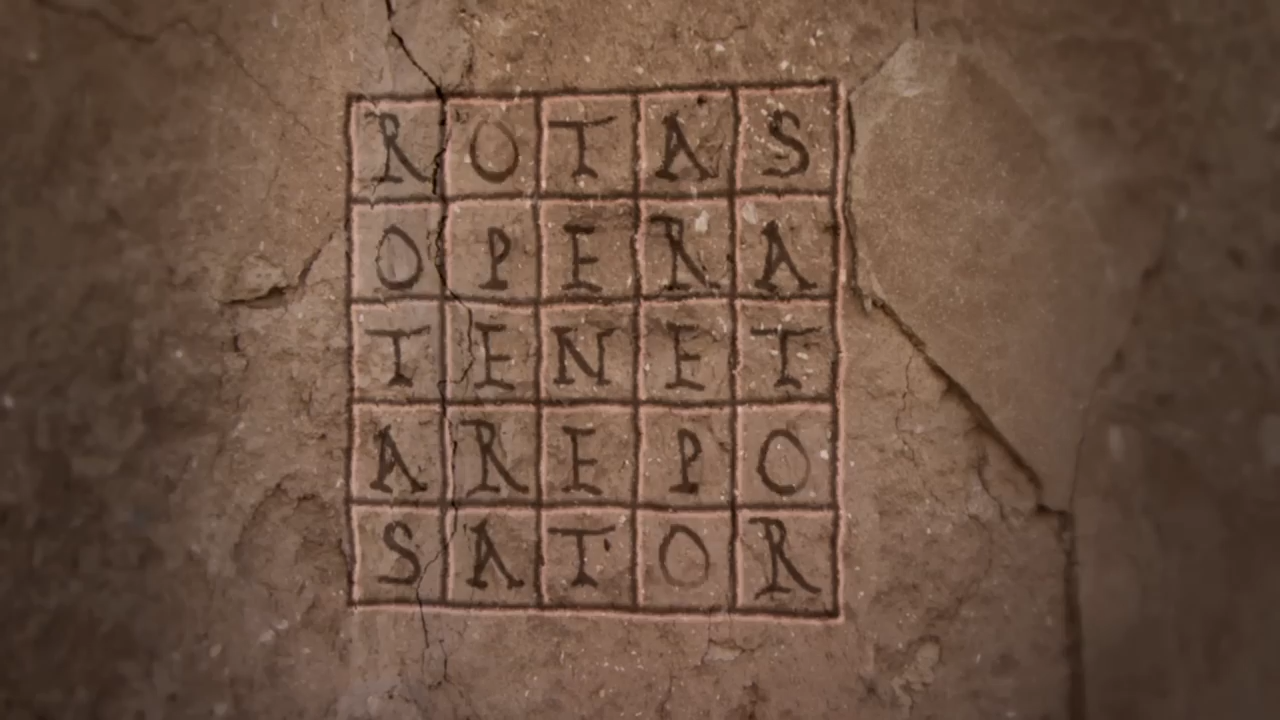 ROTAS
OPERA
TENET
AREPO
SATOR